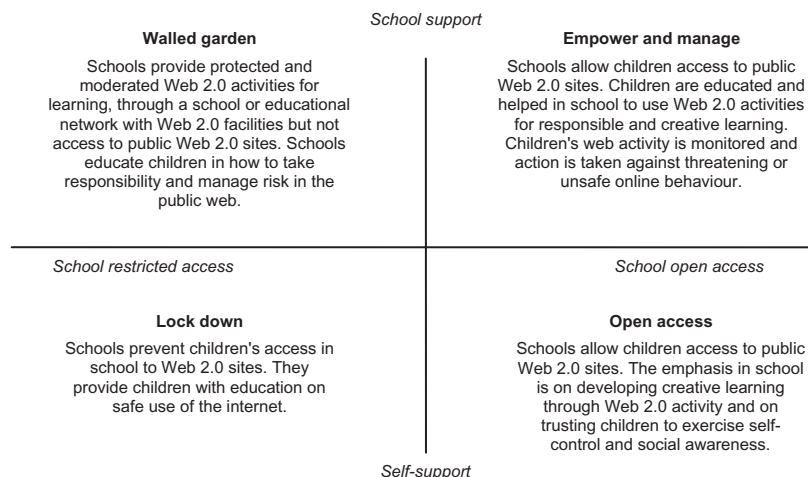 School support
Walled garden
Schools provide protected and
moderated Web 2.0 activities for
learning, through a school or educational
network with Web 2.0 facilities but not
access to public Web 2.0 sites. Schools
educate children in how to take
responsibility and manage risk in the
public web.
Empower and manage
Schools allow children access to public
Web 2.0 sites. Children are educated and
helped in school to use Web 2.0 activities
for responsible and creative learning.
Children's web activity is monitored and
action is taken against threatening or
unsafe online behaviour.
School restricted access
School open access
Lock down
Schools prevent children's access in
school to Web 2.0 sites. They
provide children with education on
safe use of the internet.
Open access
Schools allow children access to public
Web 2.0 sites. The emphasis in school
is on developing creative learning
through Web 2.0 activity and on
trusting children to exercise self-
control and social awareness.
Self-support